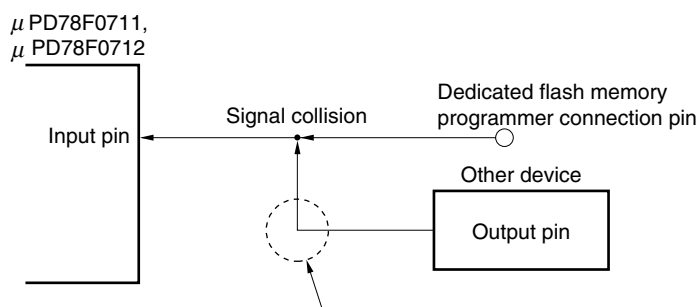 μ PD78F0711,
μ PD78F0712
Dedicated flash memory
programmer connection pin
Signal collision
Input pin
Other device
Output pin